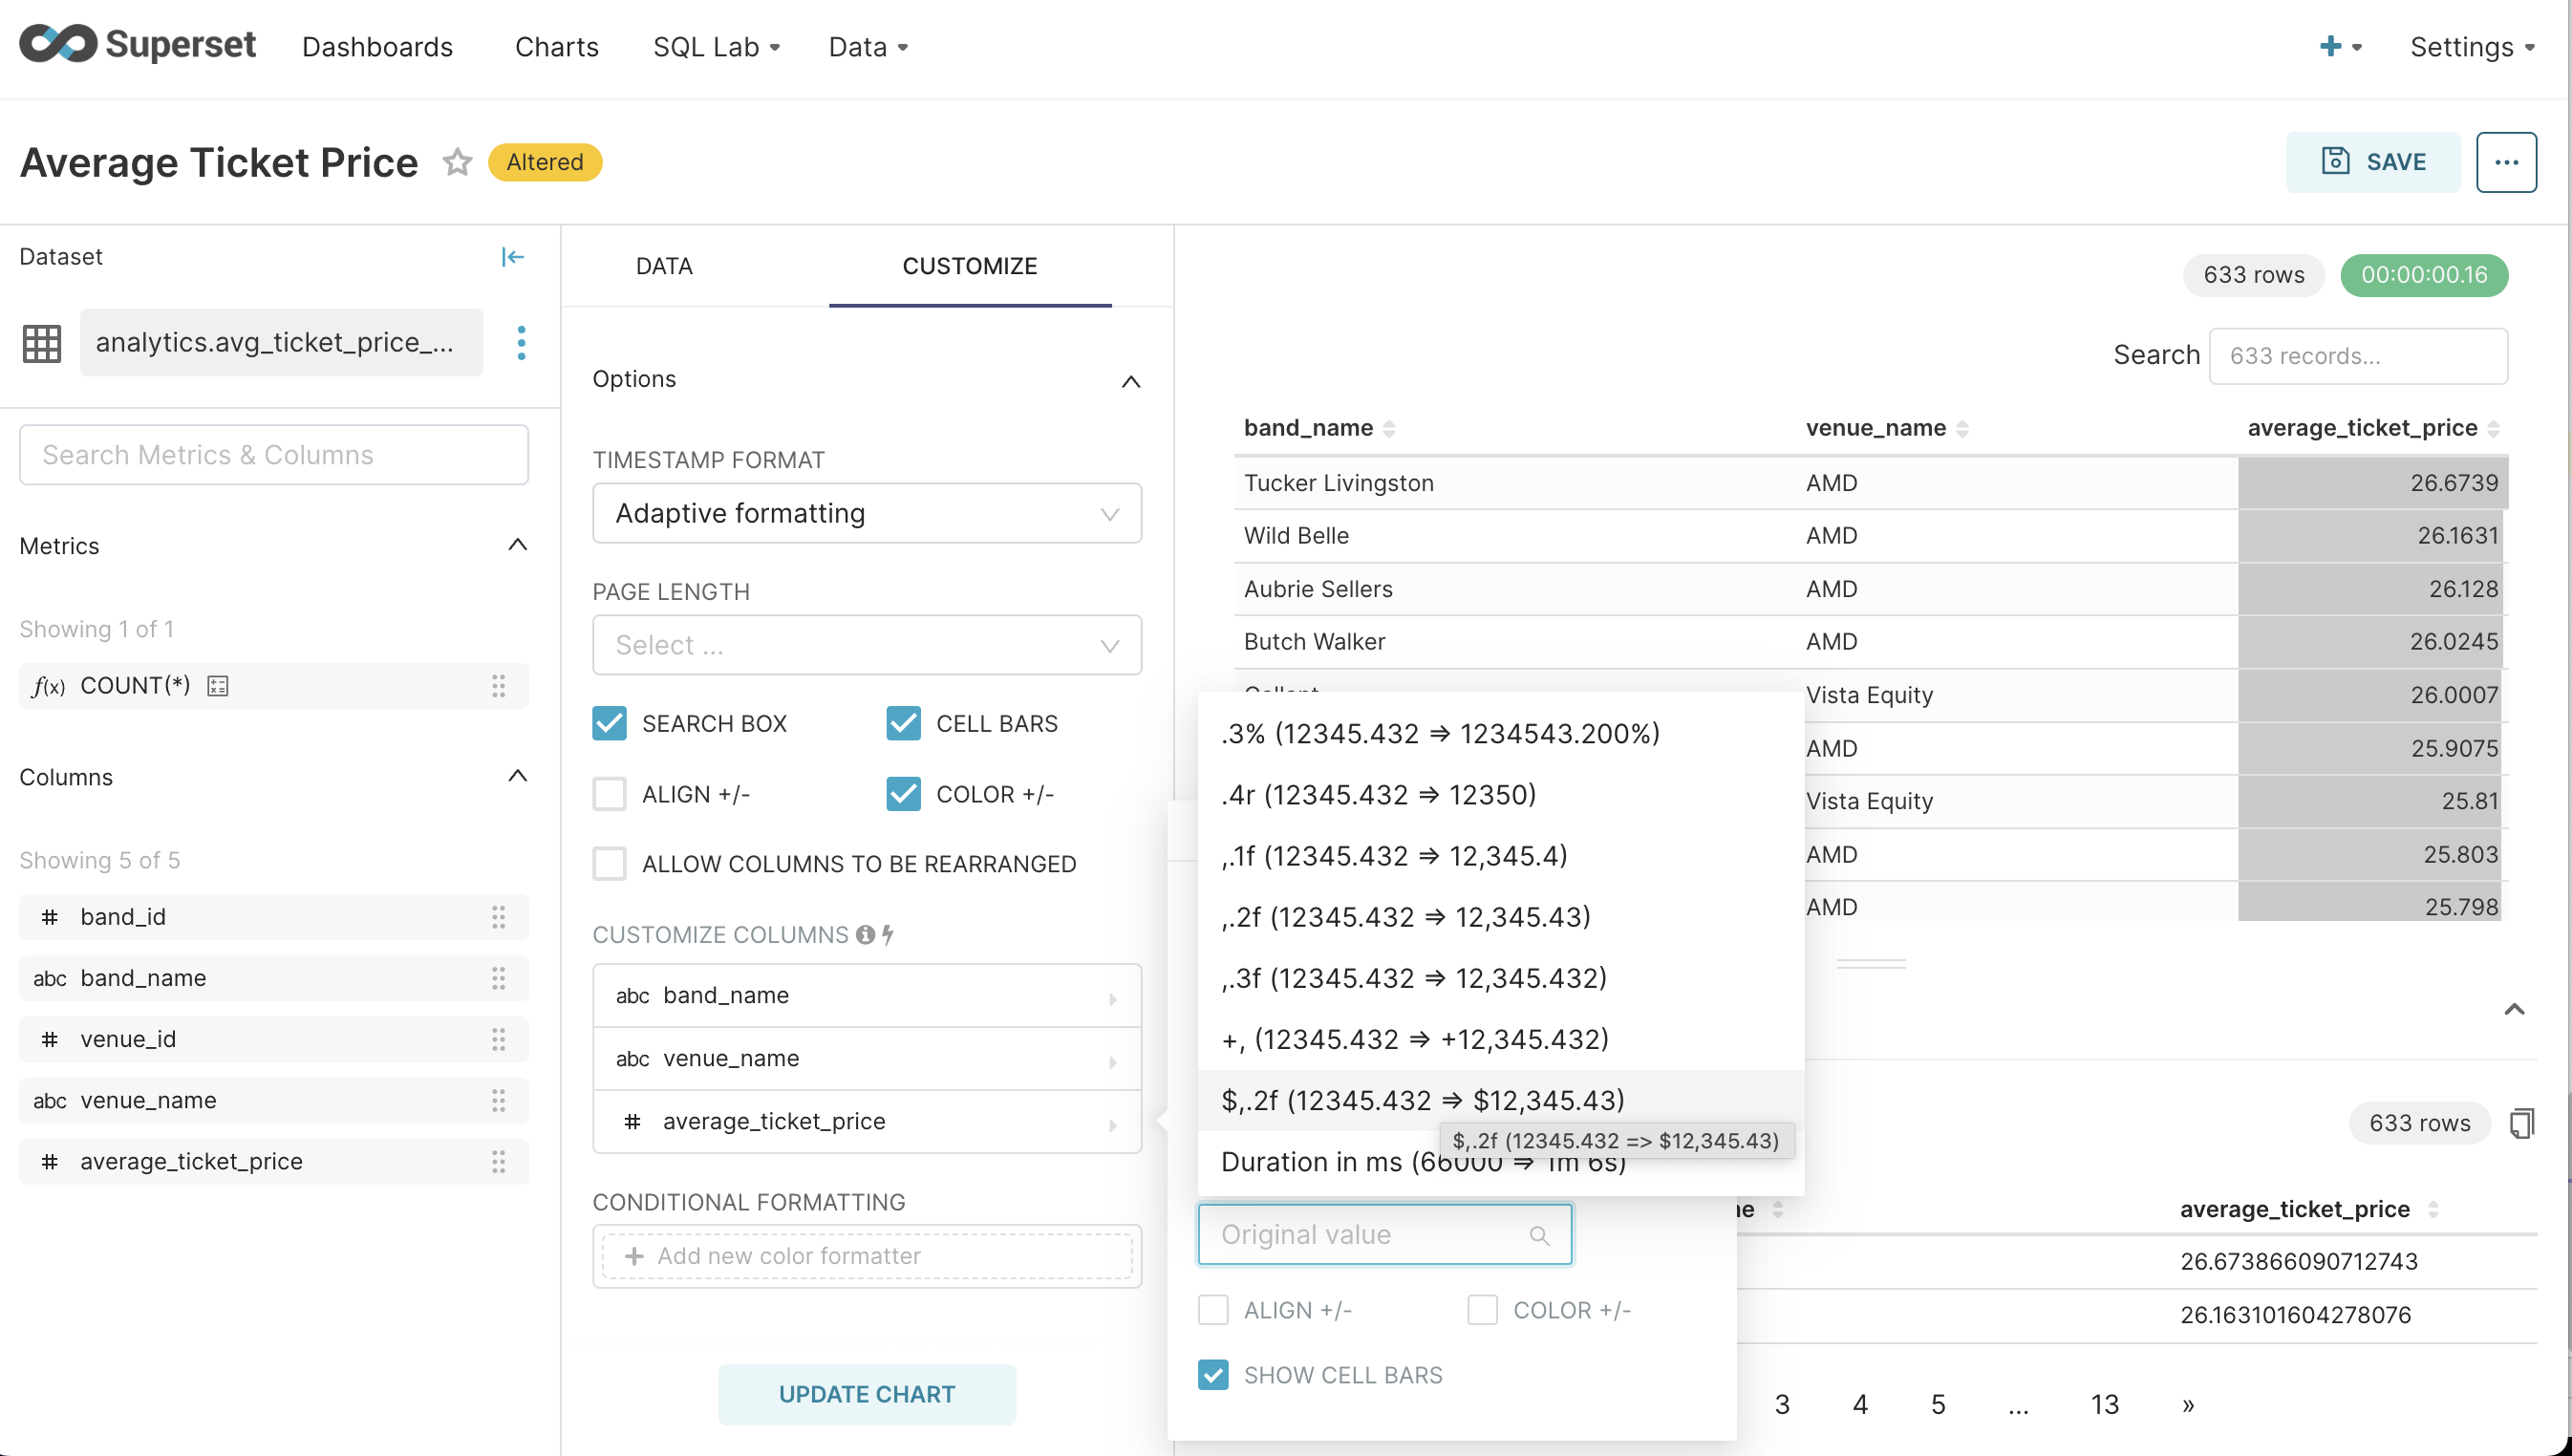 Superset Dashboards Charts SQL Lab Data Settings
Average Ticket Price Altered SAVE
Dataset
analytics.avg_ticket_price_...
Search Metrics & Columns
Metrics
Showing 1 of 1
f(x) COUNT(*)
Columns
Showing 5 of 5
# band_id
abc band_name
# venue_id
abc venue_name
# average_ticket_price
DATA CUSTOMIZE
Options
TIMESTAMP FORMAT
Adaptive formatting
PAGE LENGTH
Select ...
SEARCH BOX CELL BARS
ALIGN +/- COLOR +/-
ALLOW COLUMNS TO BE REARRANGED
CUSTOMIZE COLUMNS
abc band_name
abc venue_name
# average_ticket_price
CONDITIONAL FORMATTING
+ Add new color formatter
UPDATE CHART
633 rows 00:00:00.16
Search 633 records...
band_name venue_name average_ticket_price
Tucker Livingston AMD 26.6739
Wild Belle AMD 26.1631
Aubrie Sellers AMD 26.128
Butch Walker AMD 26.0245
Vista Equity 26.0007
AMD 25.9075
Vista Equity 25.81
AMD 25.803
AMD 25.798
.3% (12345.432 => 1234543.200%)
.4r (12345.432 => 12350)
,.1f (12345.432 => 12,345.4)
,.2f (12345.432 => 12,345.43)
,.3f (12345.432 => 12,345.432)
+, (12345.432 => +12,345.432)
$,.2f (12345.432 => $12,345.43)
$,.2f (12345.432 => $12,345.43)
Duration in ms (66000 => 1m 6s)
Original value
ALIGN +/- COLOR +/-
SHOW CELL BARS
633 rows
average_ticket_price
26.673866090712743
26.163101604278076
3 4 5 ... 13 »